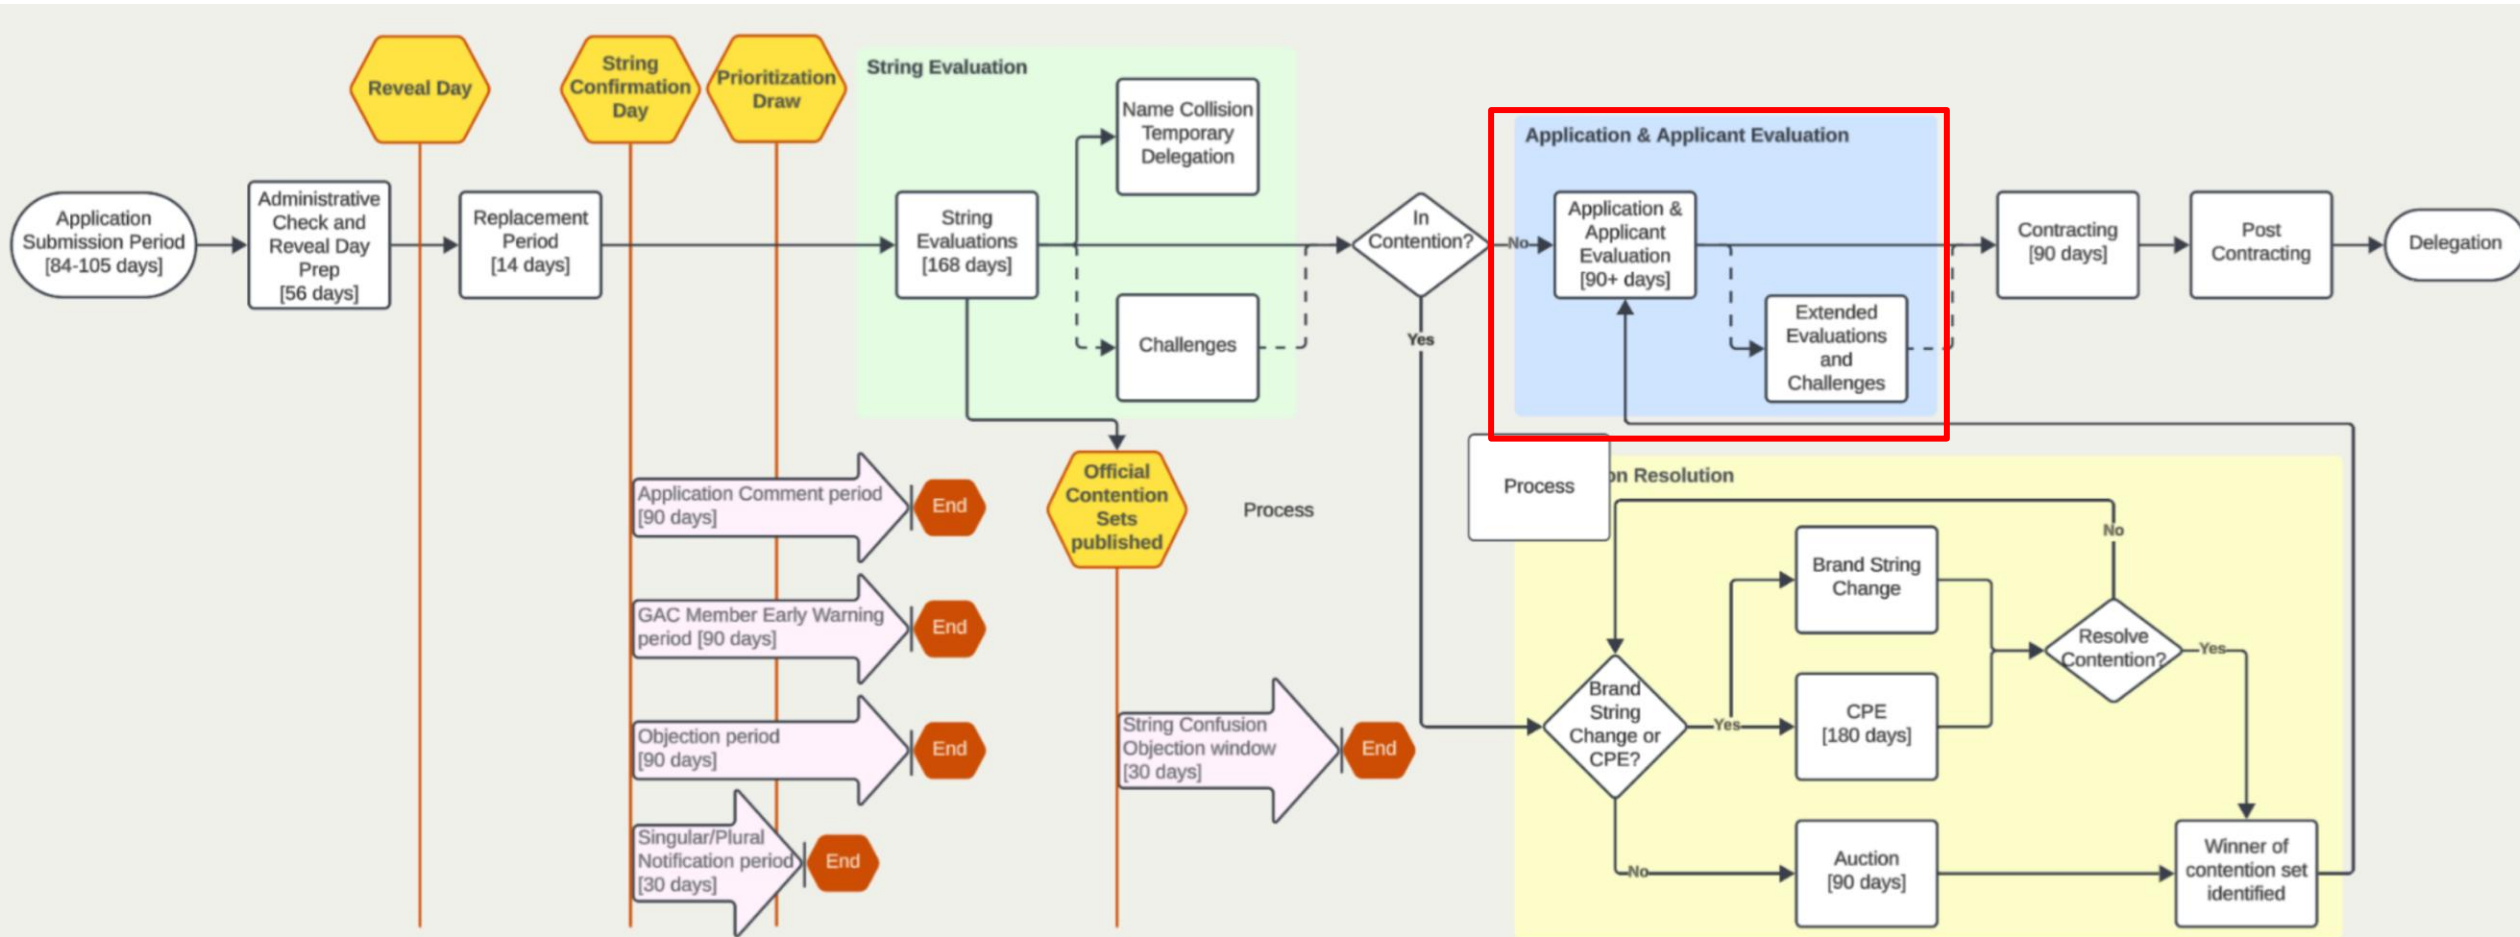 Reveal Day
String
Confirmation
Day
Prioritization
Draw
String Evaluation
Name Collision
Temporary
Delegation
Application & Applicant Evaluation
Application
Submission Period
[84-105 days]
Administrative
Check and
Reveal Day
Prep
[56 days]
Replacement
Period
[14 days]
String
Evaluations
[168 days]
In
Contention?
No
Application &
Applicant
Evaluation
[90+ days]
Contracting
[90 days]
Post
Contracting
Delegation
Challenges
Yes
Extended
Evaluations
and
Challenges
Official
Contention
Sets
published
Process
Process
on Resolution
Application Comment period
[90 days]
End
GAC Member Early Warning
period [90 days]
End
Objection period
[90 days]
End
Singular/Plural
Notification period
[30 days]
End
String Confusion
Objection window
[30 days]
End
Brand
String
Change or
CPE?
Yes
No
Brand String
Change
CPE
[180 days]
Auction
[90 days]
No
Resolve
Contention?
Yes
Winner of
contention set
identified